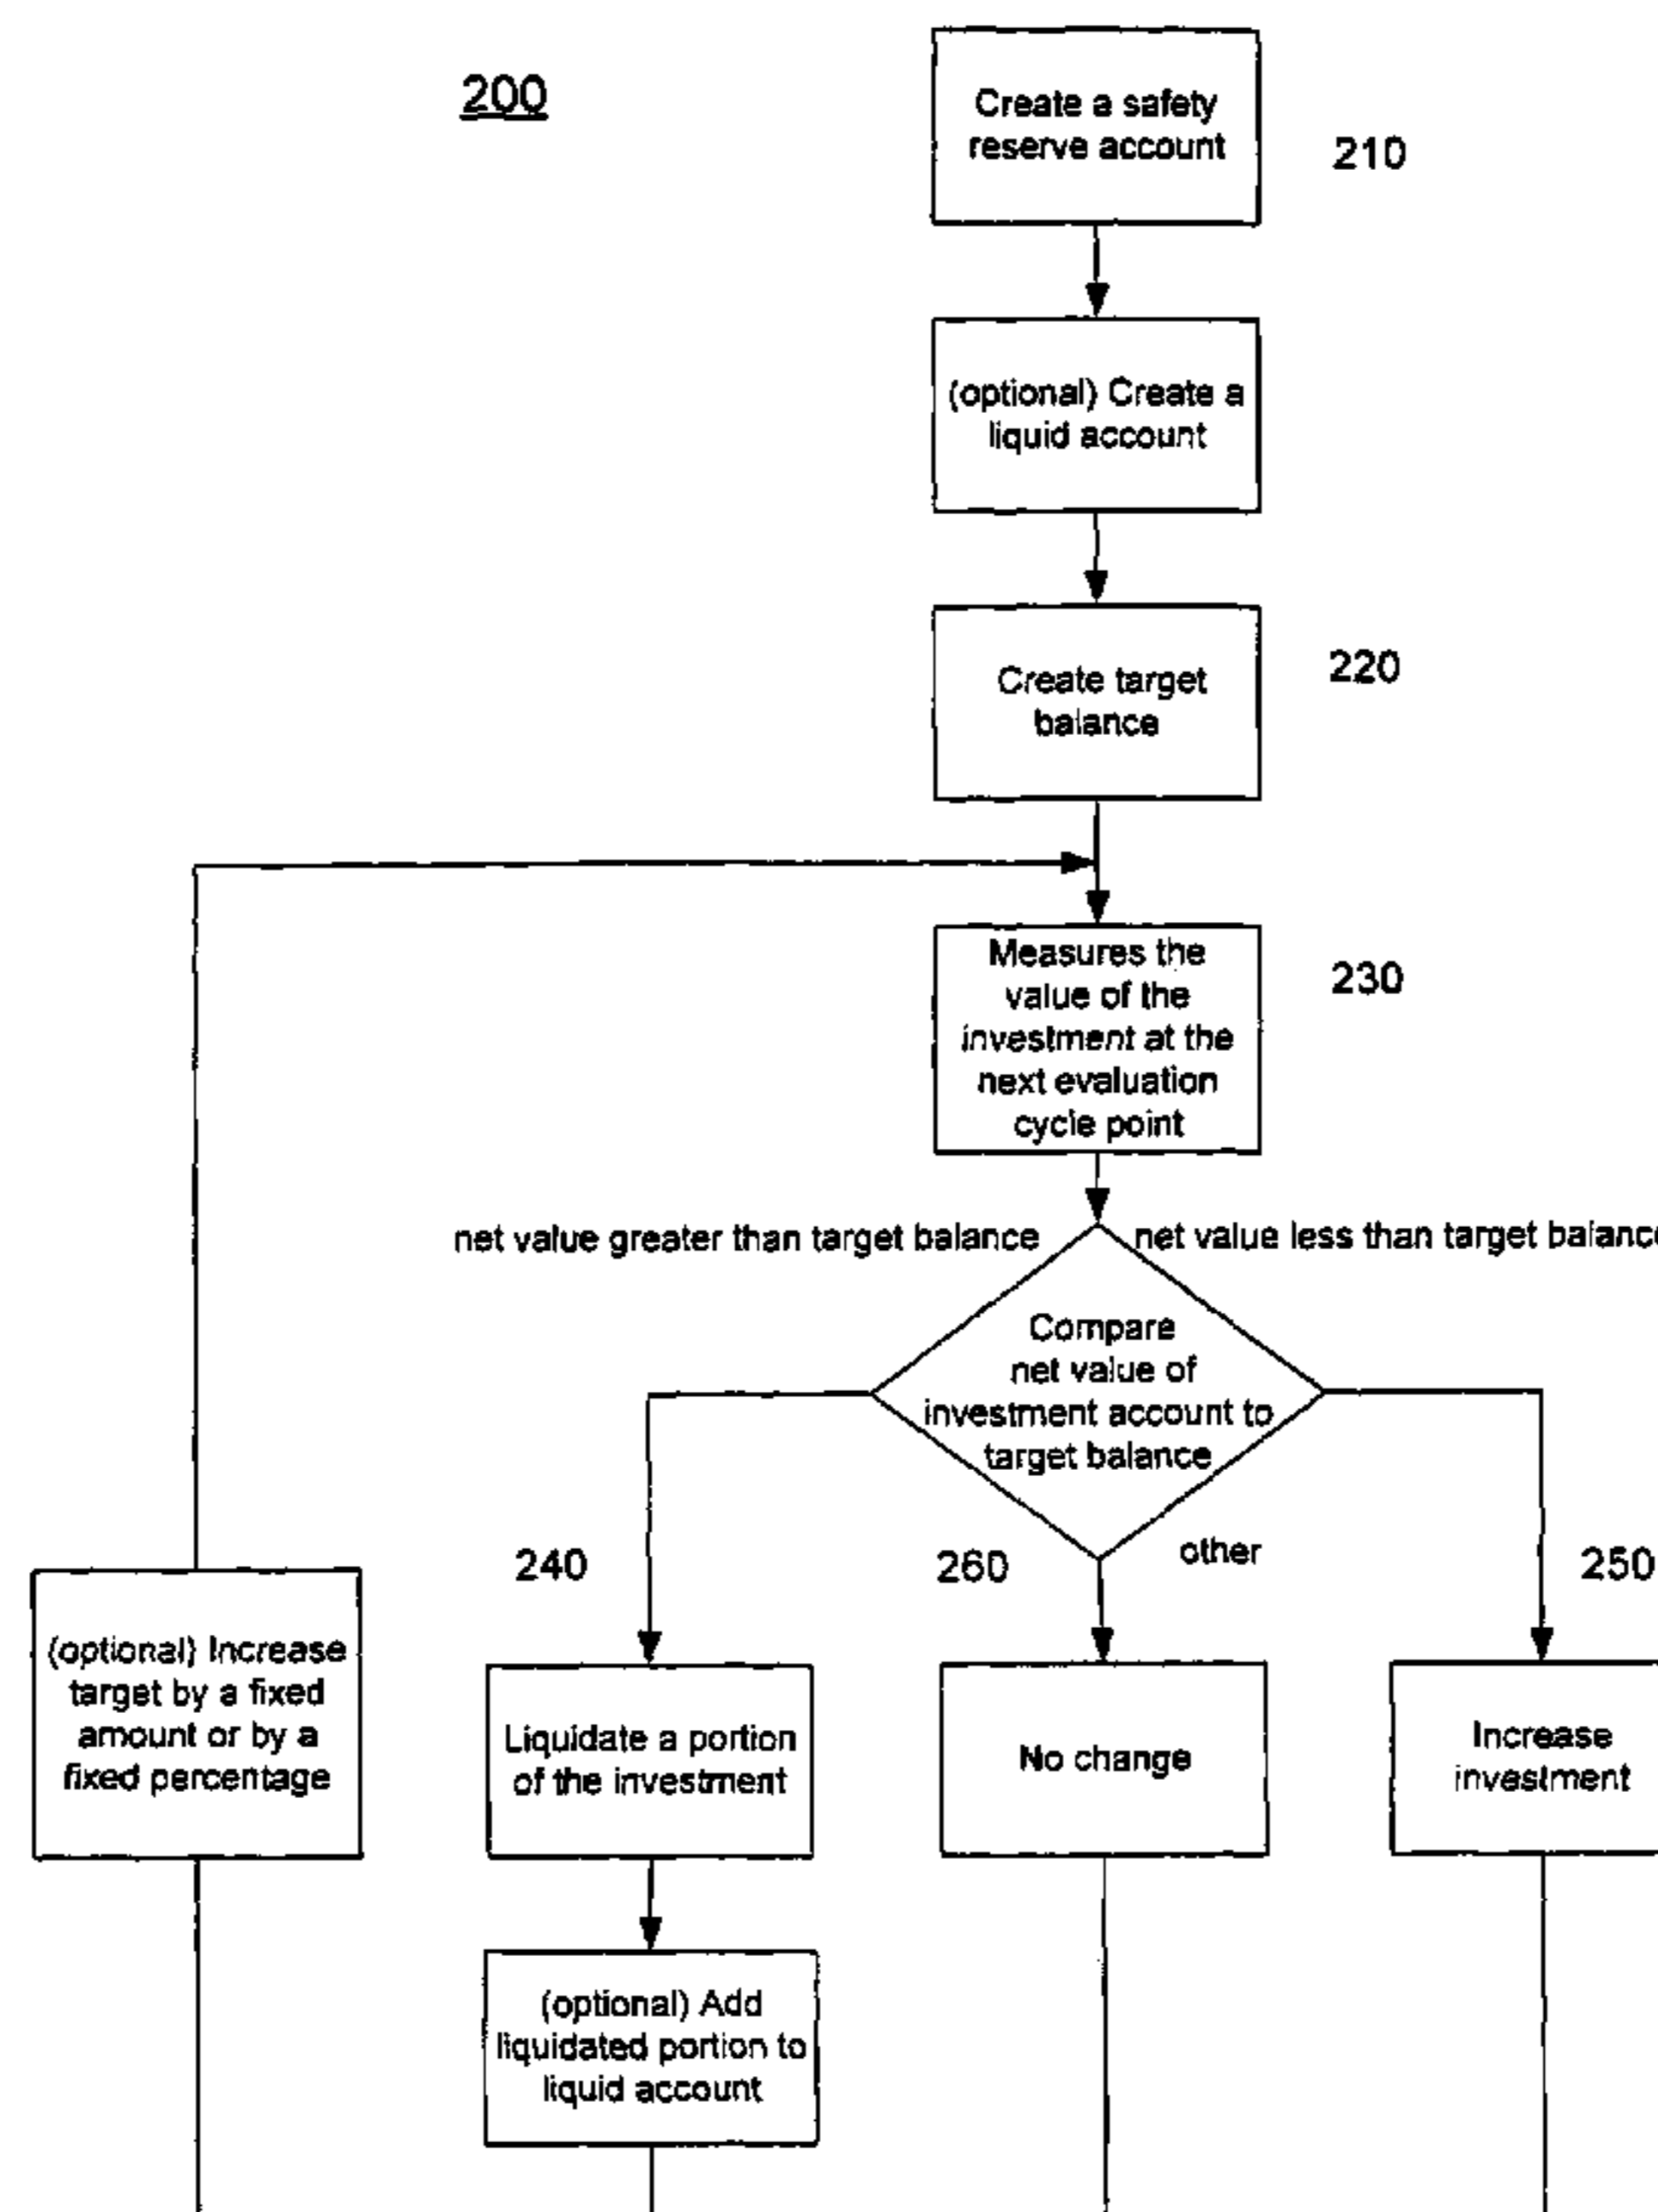 200
Create a safety
reserve account
210
(optional) Create a
liquid account
Create target
balance
220
Measures the
value of the
investment at the
next evaluation
cycle point
230
net value greater than target balance
net value less than target balance
Compare
net value of
investment account to
target balance
other
240
260
250
(optional) Increase
target by a fixed
amount or by a
fixed percentage
Liquidate a portion
of the investment
No change
Increase
investment
(optional) Add
liquidated portion to
liquid account